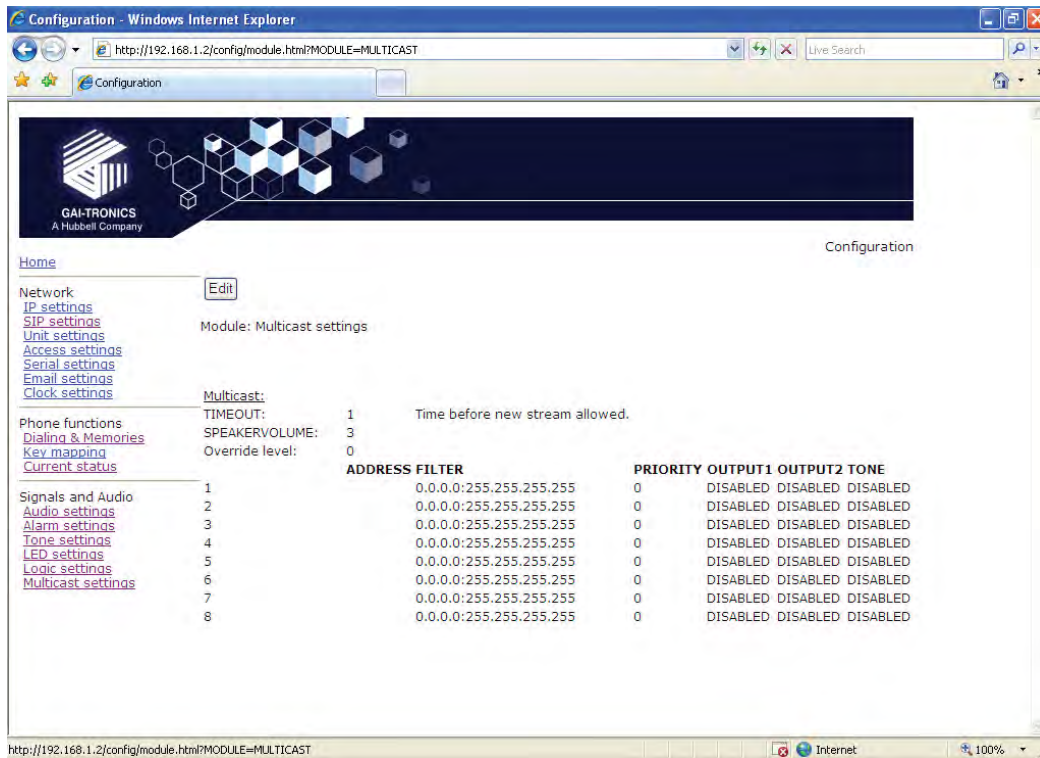 Configuration - Windows Internet Explorer
http://192.168.1.2/config/module.html?MODULE=MULTICAST
Live Search
Configuration
GAI-TRONICS
A Hubbell Company
Configuration
Home
Edit
Network
IP settings
SIP settings
Unit settings
Access settings
Serial settings
Email settings
Clock settings
Phone functions
Dialing & Memories
Key mapping
Current status
Signals and Audio
Audio settings
Alarm settings
Tone settings
LED settings
Logic settings
Multicast settings
Module: Multicast settings
Multicast:
TIMEOUT: 1 Time before new stream allowed.
SPEAKERVOLUME: 3
Override level: 0
ADDRESS FILTER PRIORITY OUTPUT1 OUTPUT2 TONE
1 0.0.0.0:255.255.255.255 0 DISABLED DISABLED DISABLED
2 0.0.0.0:255.255.255.255 0 DISABLED DISABLED DISABLED
3 0.0.0.0:255.255.255.255 0 DISABLED DISABLED DISABLED
4 0.0.0.0:255.255.255.255 0 DISABLED DISABLED DISABLED
5 0.0.0.0:255.255.255.255 0 DISABLED DISABLED DISABLED
6 0.0.0.0:255.255.255.255 0 DISABLED DISABLED DISABLED
7 0.0.0.0:255.255.255.255 0 DISABLED DISABLED DISABLED
8 0.0.0.0:255.255.255.255 0 DISABLED DISABLED DISABLED
http://192.168.1.2/config/module.html?MODULE=MULTICAST
Internet
100%